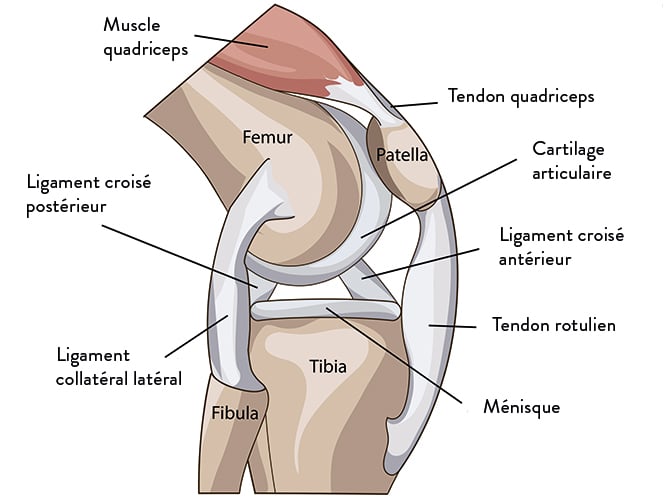 Muscle
quadriceps
Tendon quadriceps
Femur
Patella
Cartilage
articulaire
Ligament croisé
postérieur
Ligament croisé
antérieur
Tendon rotulien
Ligament
collatéral latéral
Tibia
Ménisque
Fibula